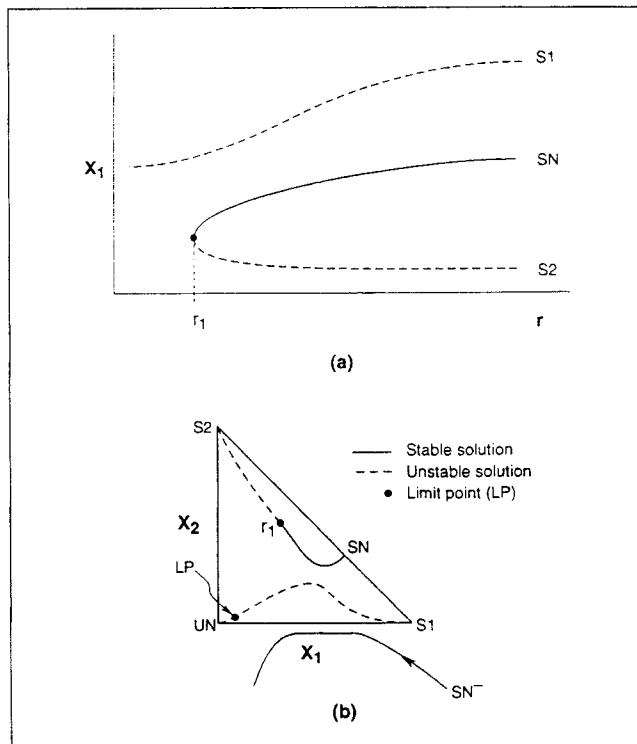 S1
X1
SN
S2
r1
r
(a)
S2
Stable solution
Unstable solution
Limit point (LP)
X2
r1
SN
LP
UN
S1
X1
SN−
(b)